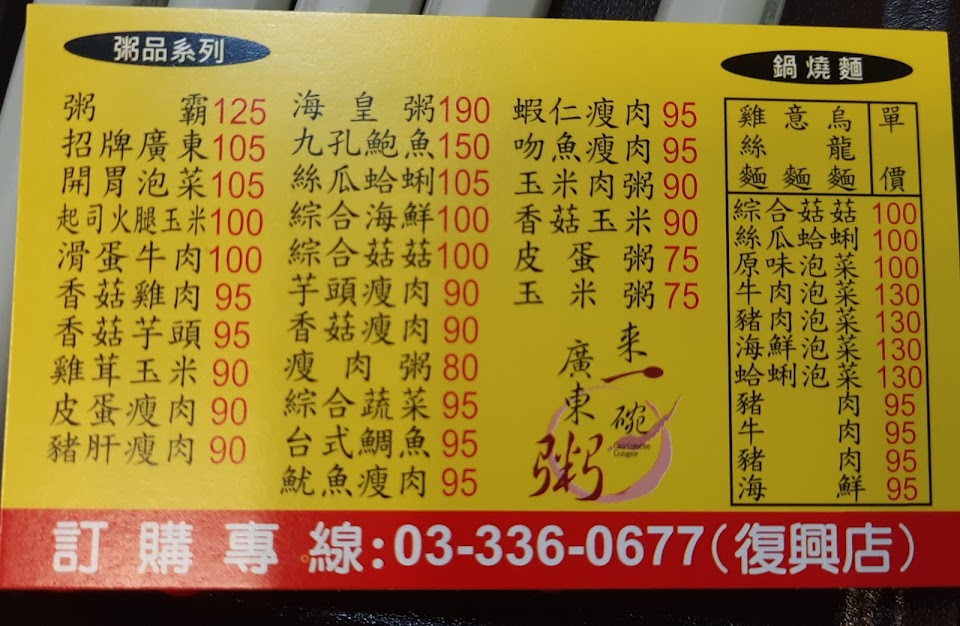 粥品系列
粥霸125
招牌廣東105
開胃泡菜105
起司火腿玉米100
滑蛋牛肉100
香菇雞肉95
香菇芋頭95
雞茸玉米90
皮蛋瘦肉90
豬肝瘦肉90
海皇粥190
九孔鮑魚150
絲瓜蛤蜊105
綜合海鮮100
綜合菇菇100
芋頭瘦肉90
香菇瘦肉90
瘦肉粥80
綜合蔬菜95
台式鯛魚95
魷魚瘦肉95
蝦仁瘦肉95
吻魚瘦肉95
玉米肉粥90
香菇玉米90
皮蛋粥75
玉米粥75
來一碗
廣東粥
Cantonese
Congee
鍋燒麵
雞絲麵 意麵 烏龍麵 單價
綜合菇菇100
絲瓜蛤蜊100
原味泡菜100
牛肉泡菜130
豬肉泡菜130
海鮮泡菜130
蛤蜊泡菜130
豬肉95
牛肉95
豬肉95
海鮮95
訂購專線:03-336-0677(復興店)